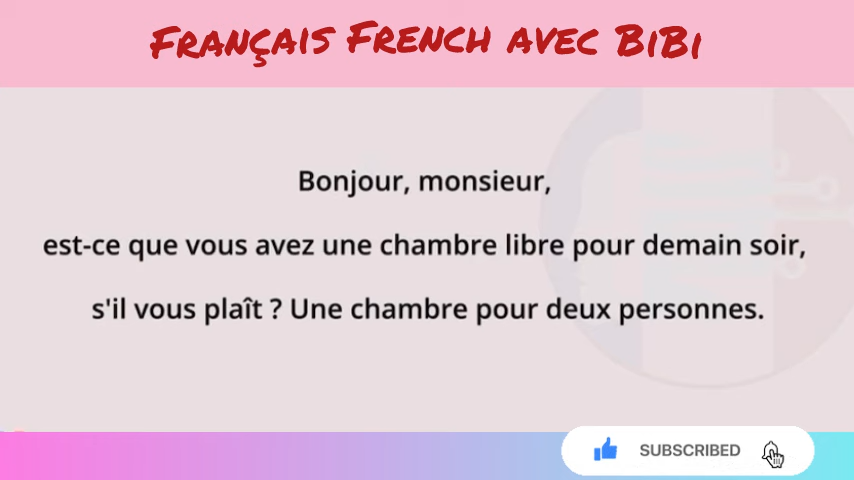 Français French avec BiBi
Bonjour, monsieur,
est-ce que vous avez une chambre libre pour demain soir,
s'il vous plaît ? Une chambre pour deux personnes.
SUBSCRIBED